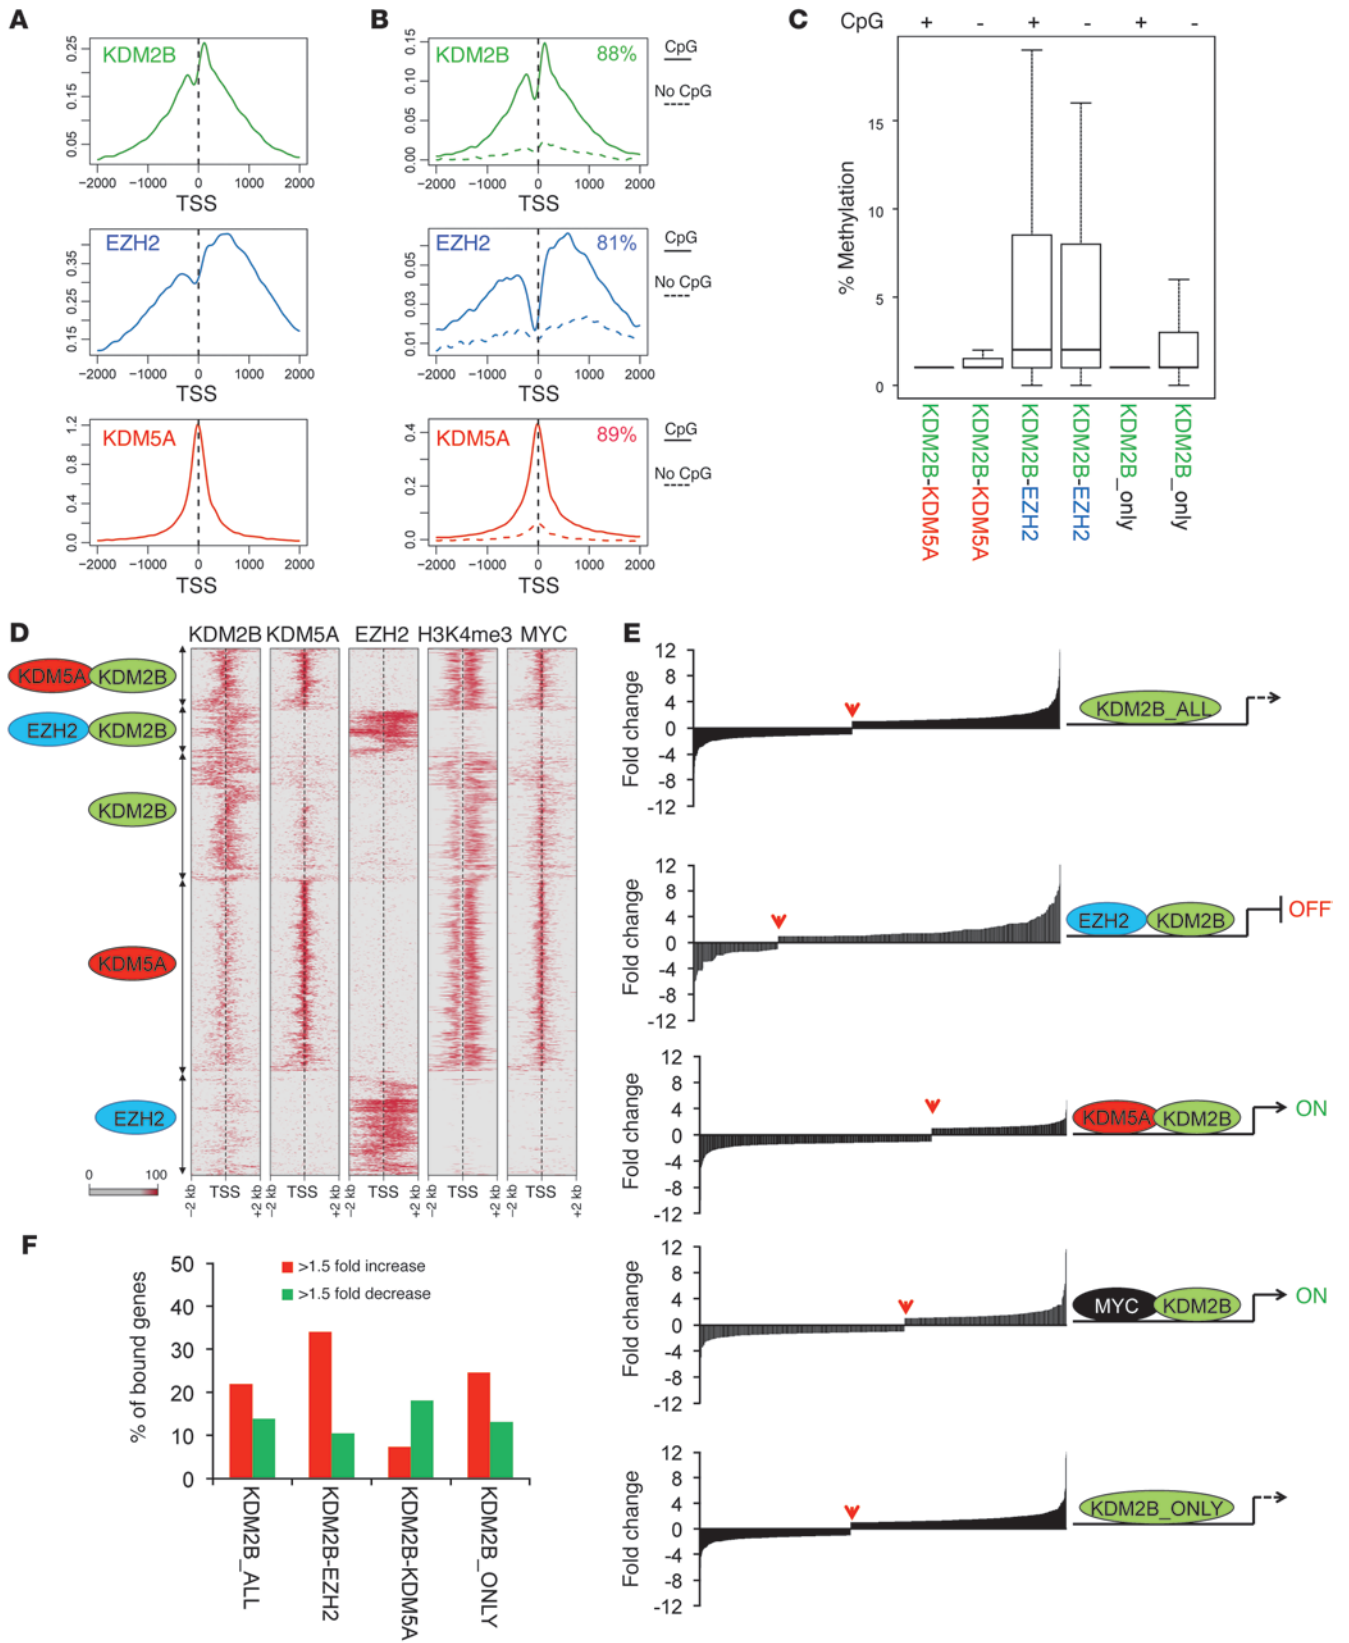 A
KDM2B
0.25
0.15
0.05
−2000 −1000 0 1000 2000
TSS
EZH2
0.35
0.25
0.15
−2000 −1000 0 1000 2000
TSS
KDM5A
1.2
0.8
0.4
0.0
−2000 −1000 0 1000 2000
TSS
B
KDM2B 88%
0.15
0.10
0.05
0.00
−2000 −1000 0 1000 2000
TSS
CpG
No CpG
EZH2 81%
0.05
0.03
0.01
−2000 −1000 0 1000 2000
TSS
CpG
No CpG
KDM5A 89%
0.4
0.2
0.0
−2000 −1000 0 1000 2000
TSS
CpG
No CpG
C
CpG + - + - + -
% Methylation
15
10
5
0
KDM2B-KDM5A
KDM2B-KDM5A
KDM2B-EZH2
KDM2B-EZH2
KDM2B_only
KDM2B_only
D
KDM2B KDM5A EZH2 H3K4me3 MYC
KDM5A KDM2B
EZH2 KDM2B
KDM2B
KDM5A
EZH2
0 100
−2 kb TSS +2 kb
−2 kb TSS +2 kb
−2 kb TSS +2 kb
−2 kb TSS +2 kb
−2 kb TSS +2 kb
E
Fold change
12
8
4
0
-4
-8
-12
KDM2B_ALL
Fold change
12
8
4
0
-4
-8
-12
EZH2 KDM2B OFF
Fold change
12
8
4
0
-4
-8
-12
KDM5A KDM2B ON
Fold change
12
8
4
0
-4
-8
-12
MYC KDM2B ON
Fold change
12
8
4
0
-4
-8
-12
KDM2B_ONLY
F
% of bound genes
50
40
30
20
10
0
>1.5 fold increase
>1.5 fold decrease
KDM2B_ALL
KDM2B-EZH2
KDM2B-KDM5A
KDM2B_ONLY